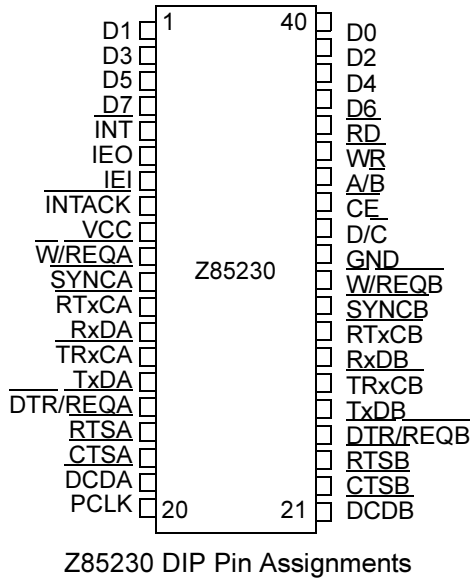 D1 1 40 D0
D3 D2
D5 D4
D7 D6
INT RD
IEO WR
IEI A/B
INTACK CE
VCC D/C
W/REQA GND
SYNCA Z85230 W/REQB
RTxCA SYNCB
RxDA RTxCB
TRxCA RxDB
TxDA TRxCB
DTR/REQA TxDB
RTSA DTR/REQB
CTSA RTSB
DCDA CTSB
PCLK 20 21 DCDB
Z85230 DIP Pin Assignments